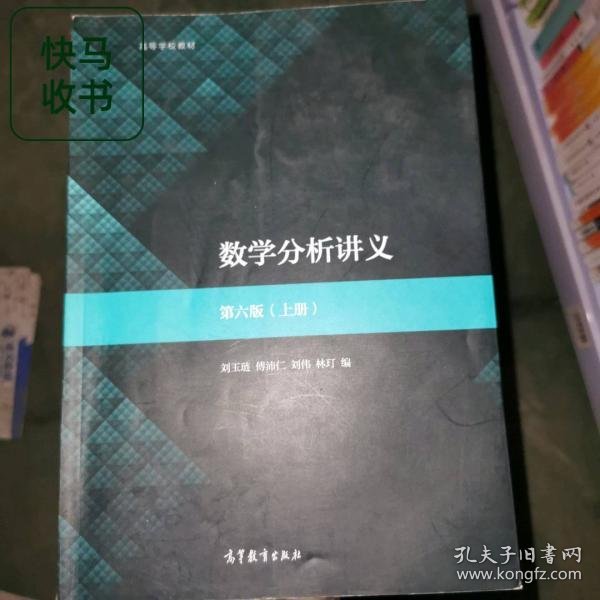 快马
收书
高等学校教材
数学分析讲义
第六版（上册）
刘玉琏 傅沛仁 刘伟 林玎 编
高等教育出版社
孔夫子旧书网
www.kongfz.com